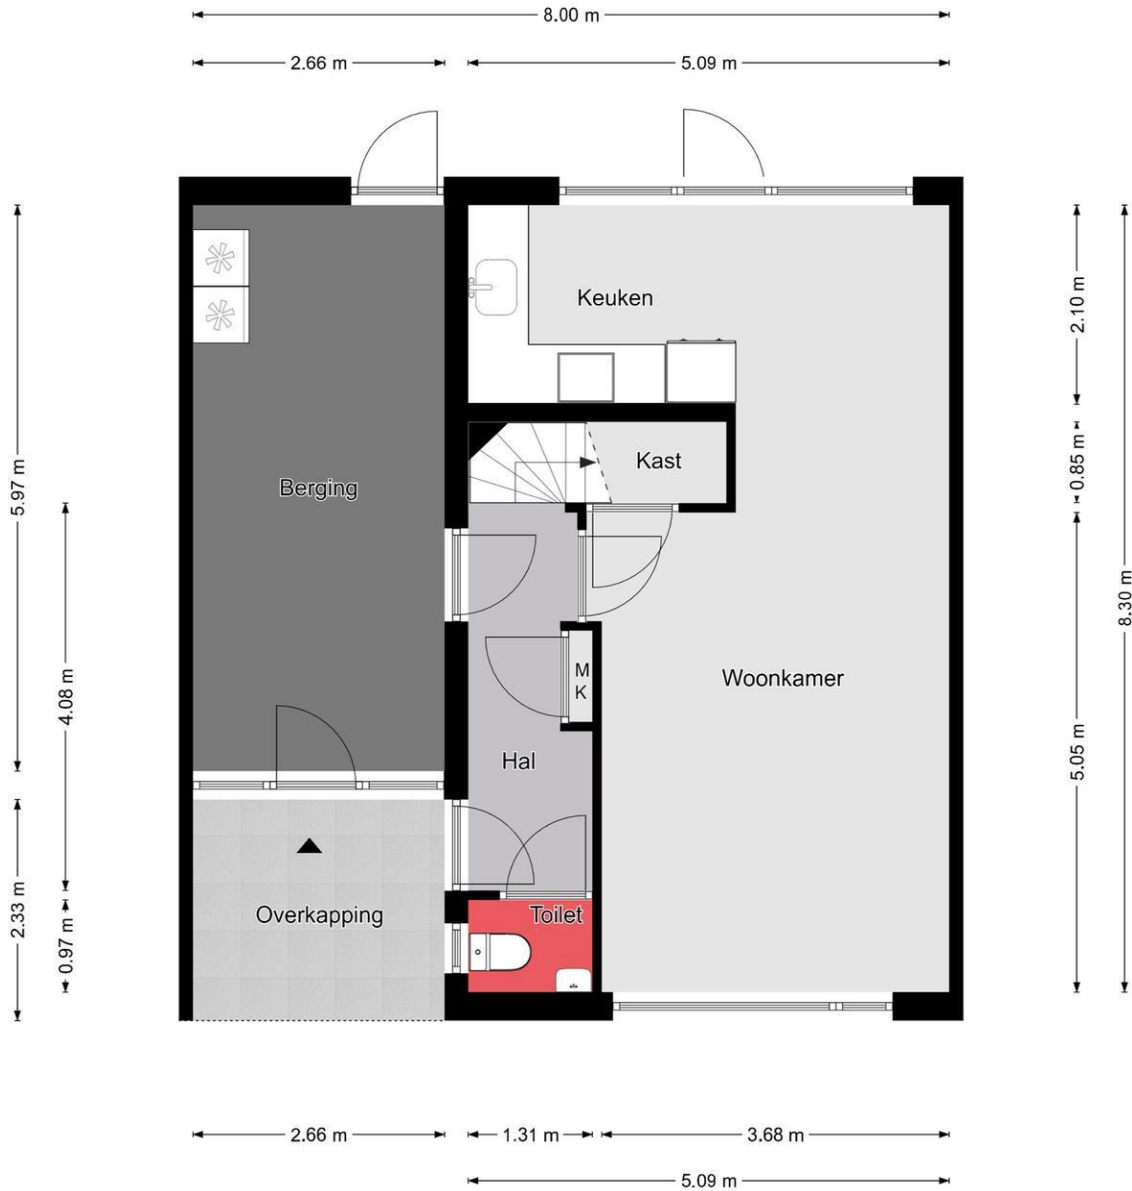 8.00 m
2.66 m
5.09 m
Keuken
2.10 m
Kast
0.85 m
5.97 m
Berging
8.30 m
4.08 m
M
K
Woonkamer
5.05 m
Hal
2.33 m
0.97 m
Overkapping
Toilet
2.66 m
1.31 m
3.68 m
5.09 m